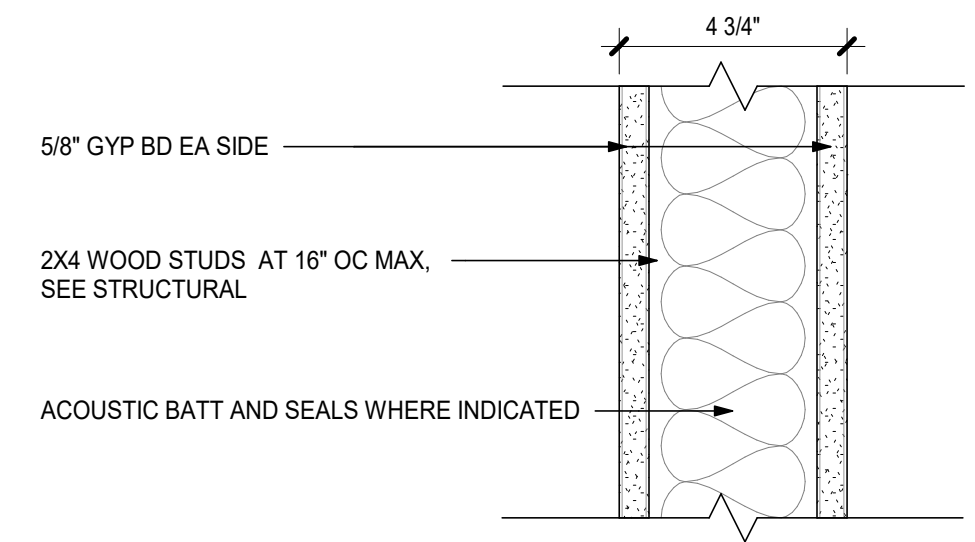 4 3/4"
5/8" GYP BD EA SIDE
2X4 WOOD STUDS AT 16" OC MAX,
SEE STRUCTURAL
ACOUSTIC BATT AND SEALS WHERE INDICATED